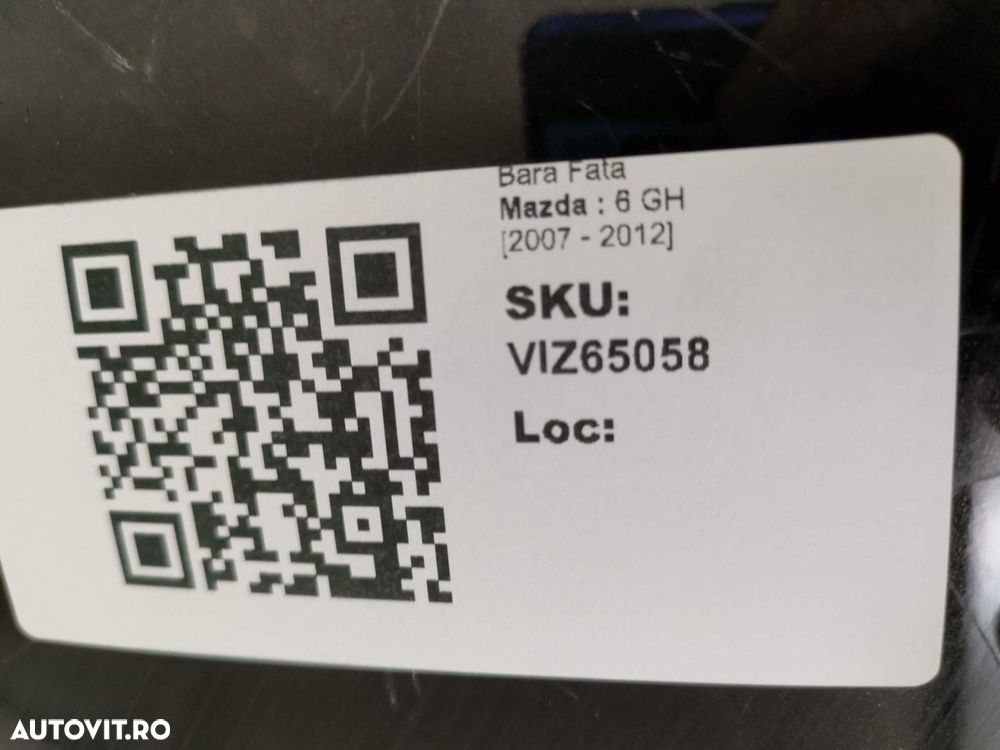 Bara Fata
Mazda : 6 GH
[2007 - 2012]
SKU:
VIZ65058
Loc:
AUTOVIT.RO